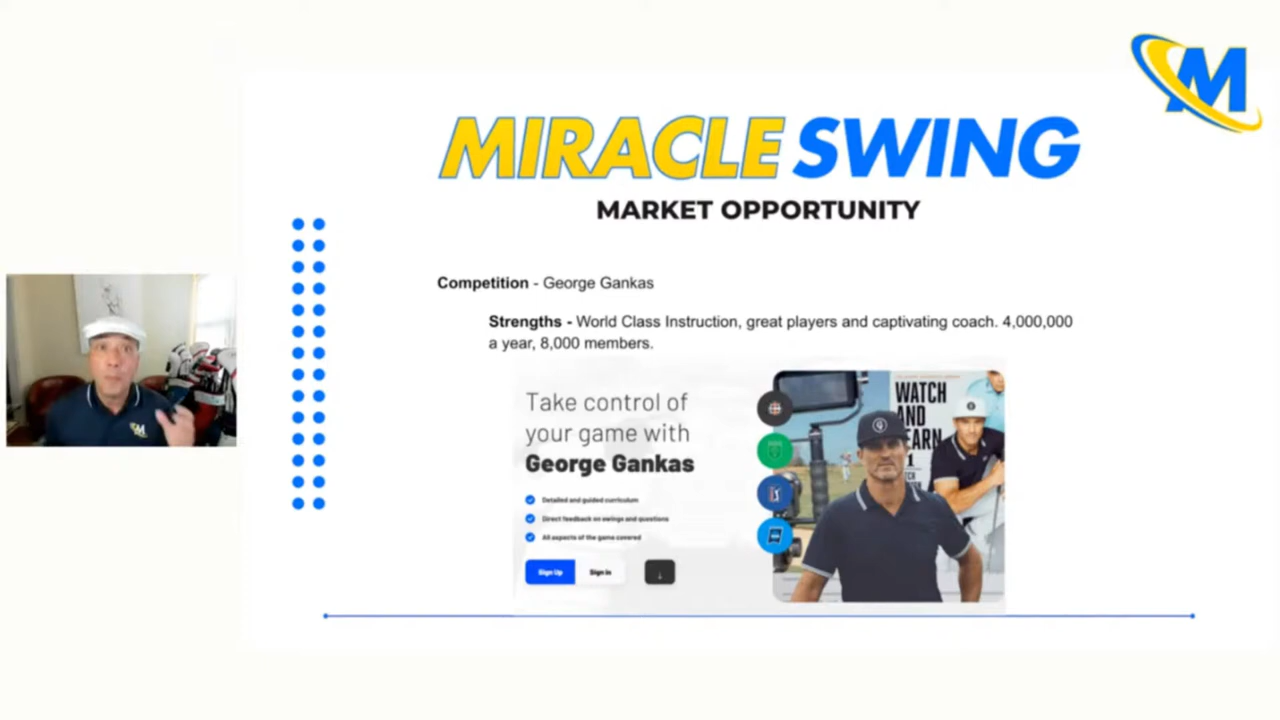 M
MIRACLE SWING
MARKET OPPORTUNITY
Competition - George Gankas
Strengths - World Class Instruction, great players and captivating coach. 4,000,000
a year, 8,000 members.
Take control of
your game with
George Gankas
Detailed and guided curriculum
Direct feedback on swings and questions
All aspects of the game covered
Sign Up
Sign in
WATCH
AND